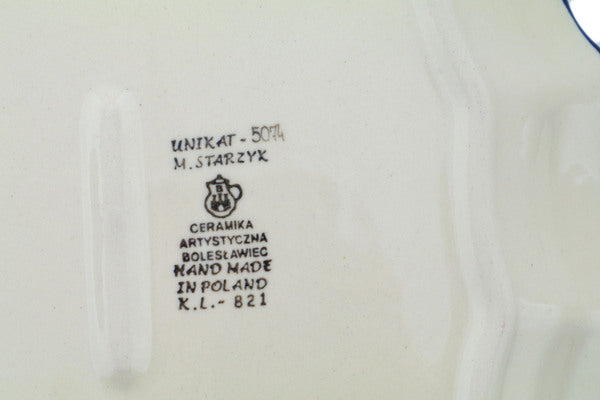 UNIKAT - 5074
M. STARZYK
B
CERAMIKA
ARTYSTYCZNA
BOLESŁAWIEC
HAND MADE
IN POLAND
K.L.- 821